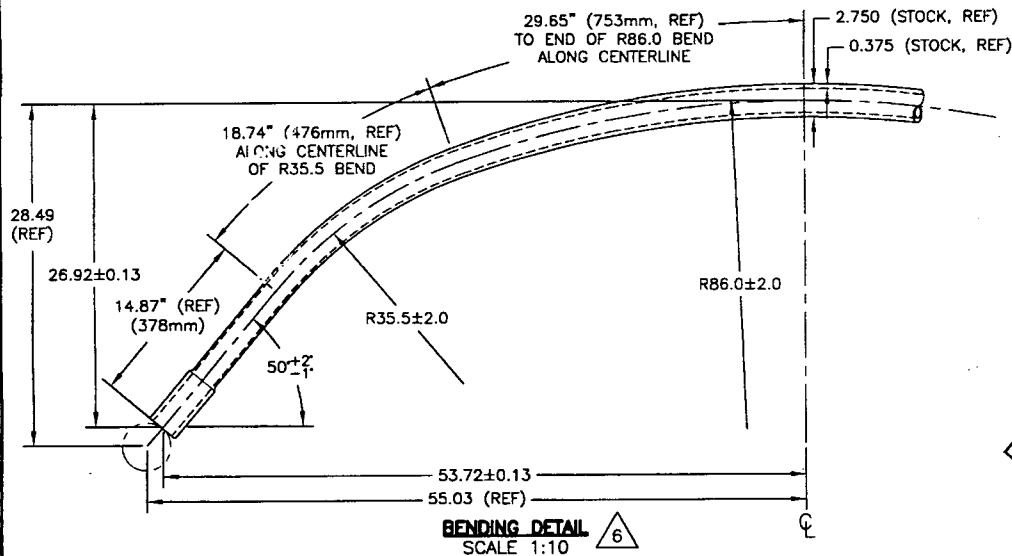 29.65" (753mm, REF)
TO END OF R86.0 BEND
ALONG CENTERLINE
2.750 (STOCK, REF)
0.375 (STOCK, REF)
18.74" (476mm, REF)
ALONG CENTERLINE
OF R35.5 BEND
28.49
(REF)
26.92±0.13
14.87" (REF)
(378mm)
R35.5±2.0
R86.0±2.0
50°+2°
-1°
53.72±0.13
55.03 (REF)
BENDING DETAIL 6
SCALE 1:10
℄